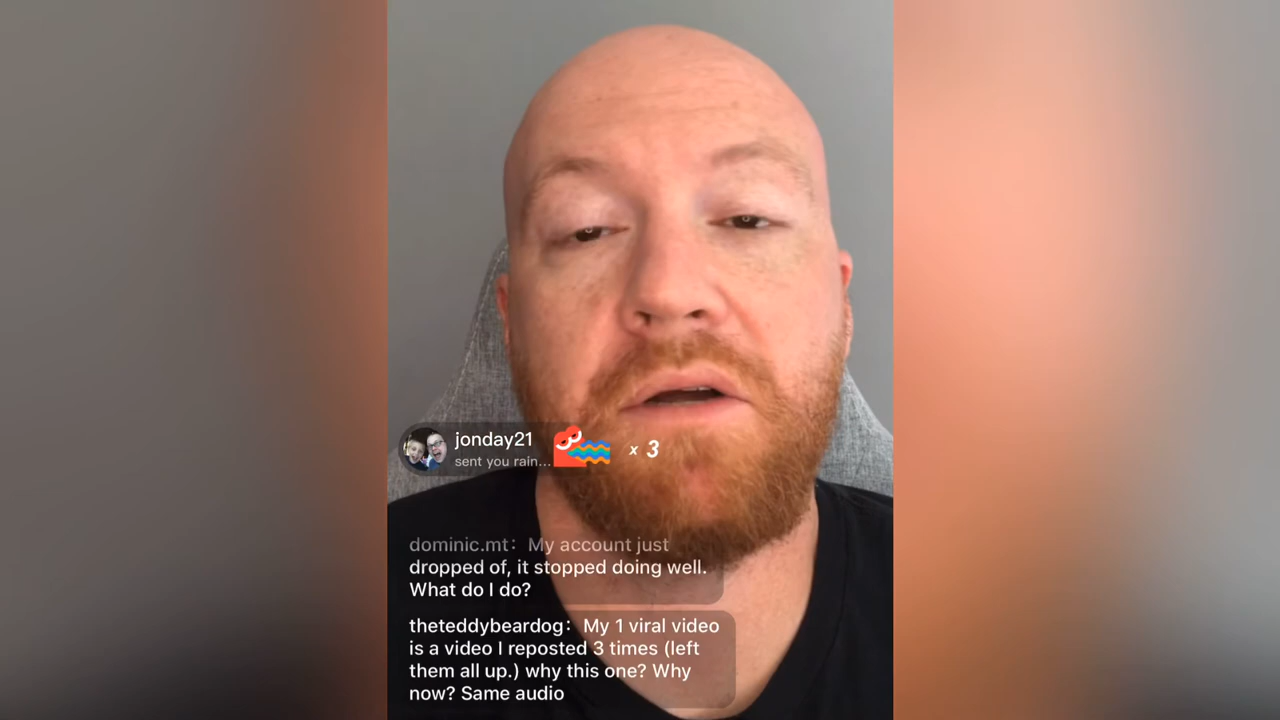 jonday21
sent you rain...
x 3
dominic.mt: My account just
dropped of, it stopped doing well.
What do I do?
theteddybeardog: My 1 viral video
is a video I reposted 3 times (left
them all up.) why this one? Why
now? Same audio